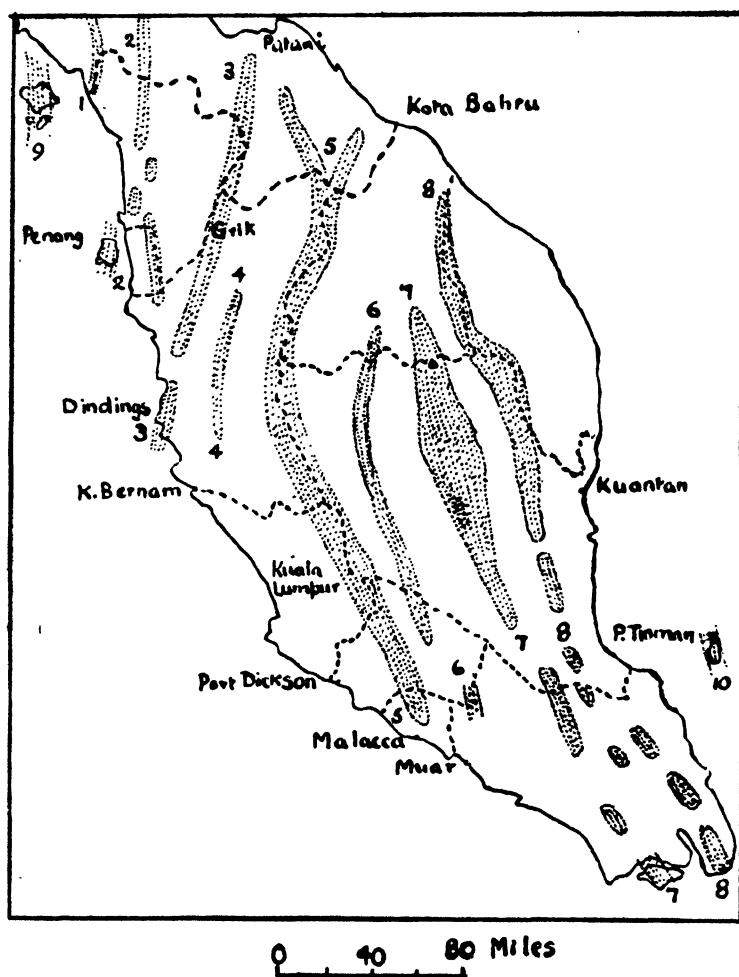 Patani
2
3
1
9
Kota Bahru
5
8
Penang
Grik
2
4
6
7
Dindings
3
4
K. Bernam
Kuantan
Kuala
Lumpur
7
8
P. Tioman
10
Port Dickson
6
5
Malacca
Muar
7
8
0 40 80 Miles